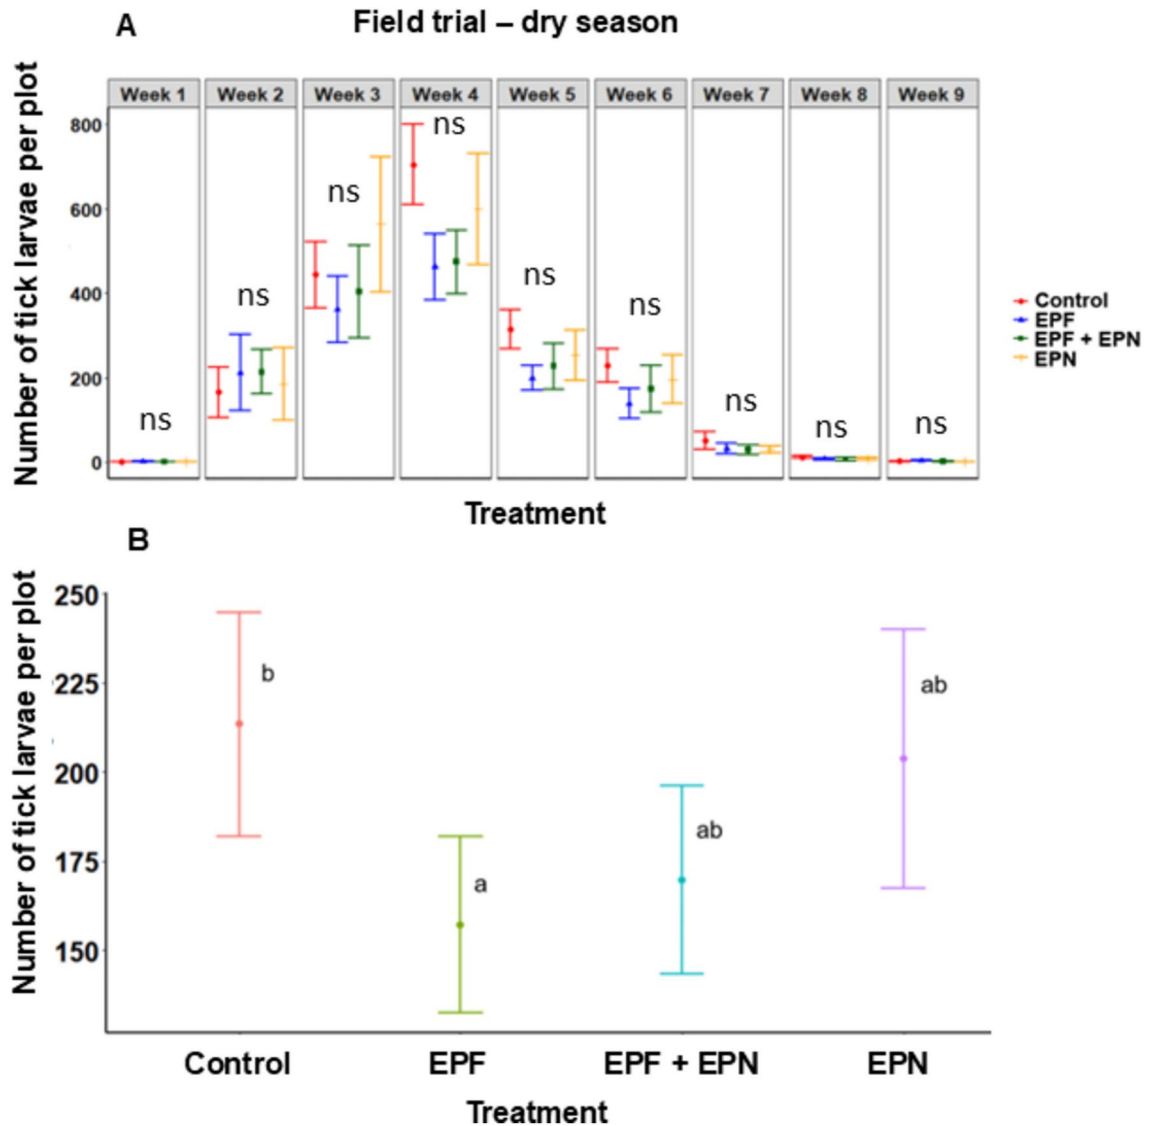 A
Field trial – dry season
Number of tick larvae per plot
Week 1 Week 2 Week 3 Week 4 Week 5 Week 6 Week 7 Week 8 Week 9
800
600
400
200
0
ns ns ns ns ns ns ns ns ns
Control
EPF
EPF + EPN
EPN
Treatment
B
Number of tick larvae per plot
250
225
200
175
150
b
a
ab
ab
Control EPF EPF + EPN EPN
Treatment